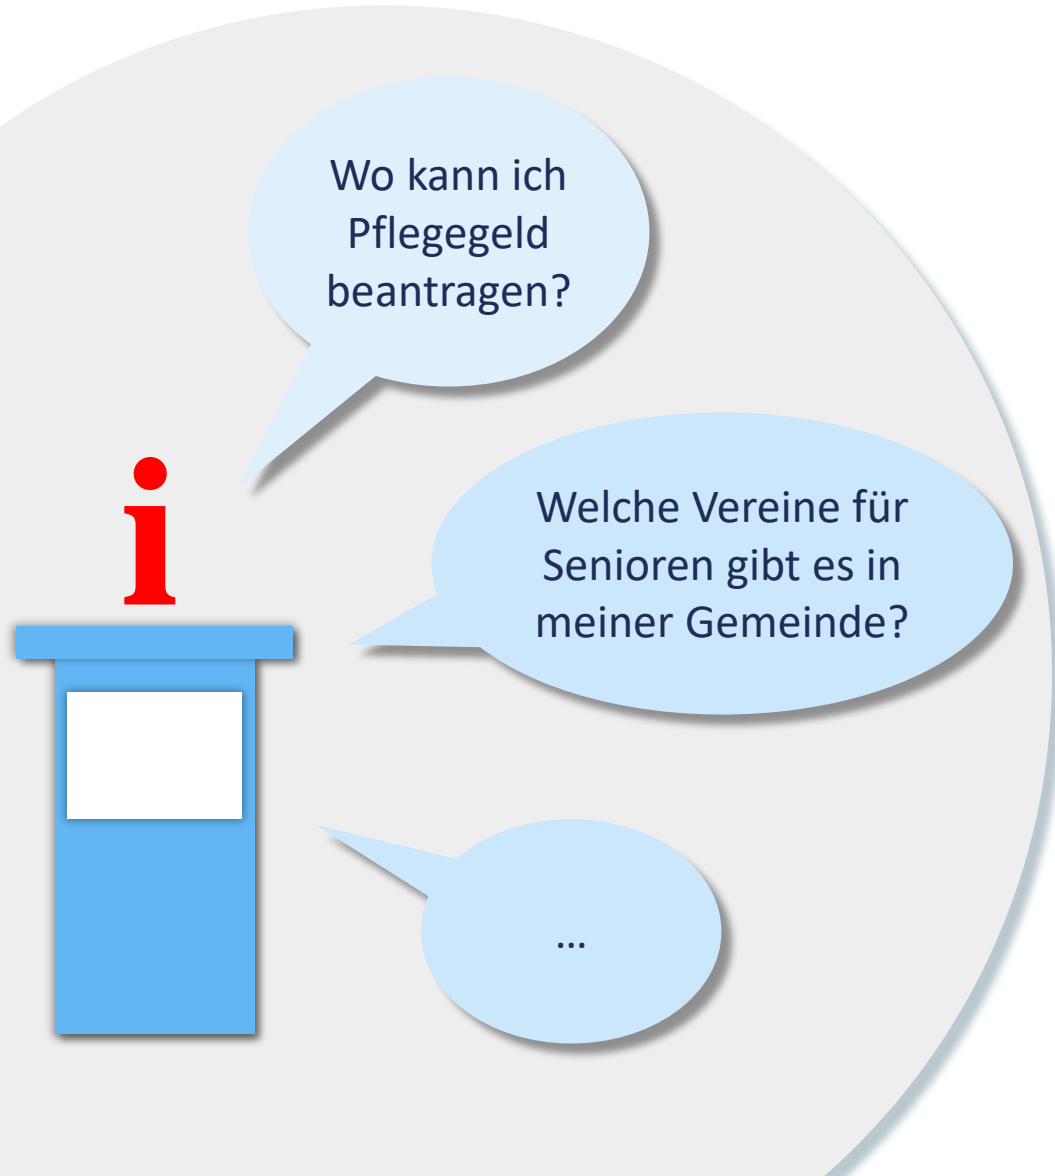 Wo kann ich
Pflegegeld
beantragen?
i
Welche Vereine für
Senioren gibt es in
meiner Gemeinde?
...